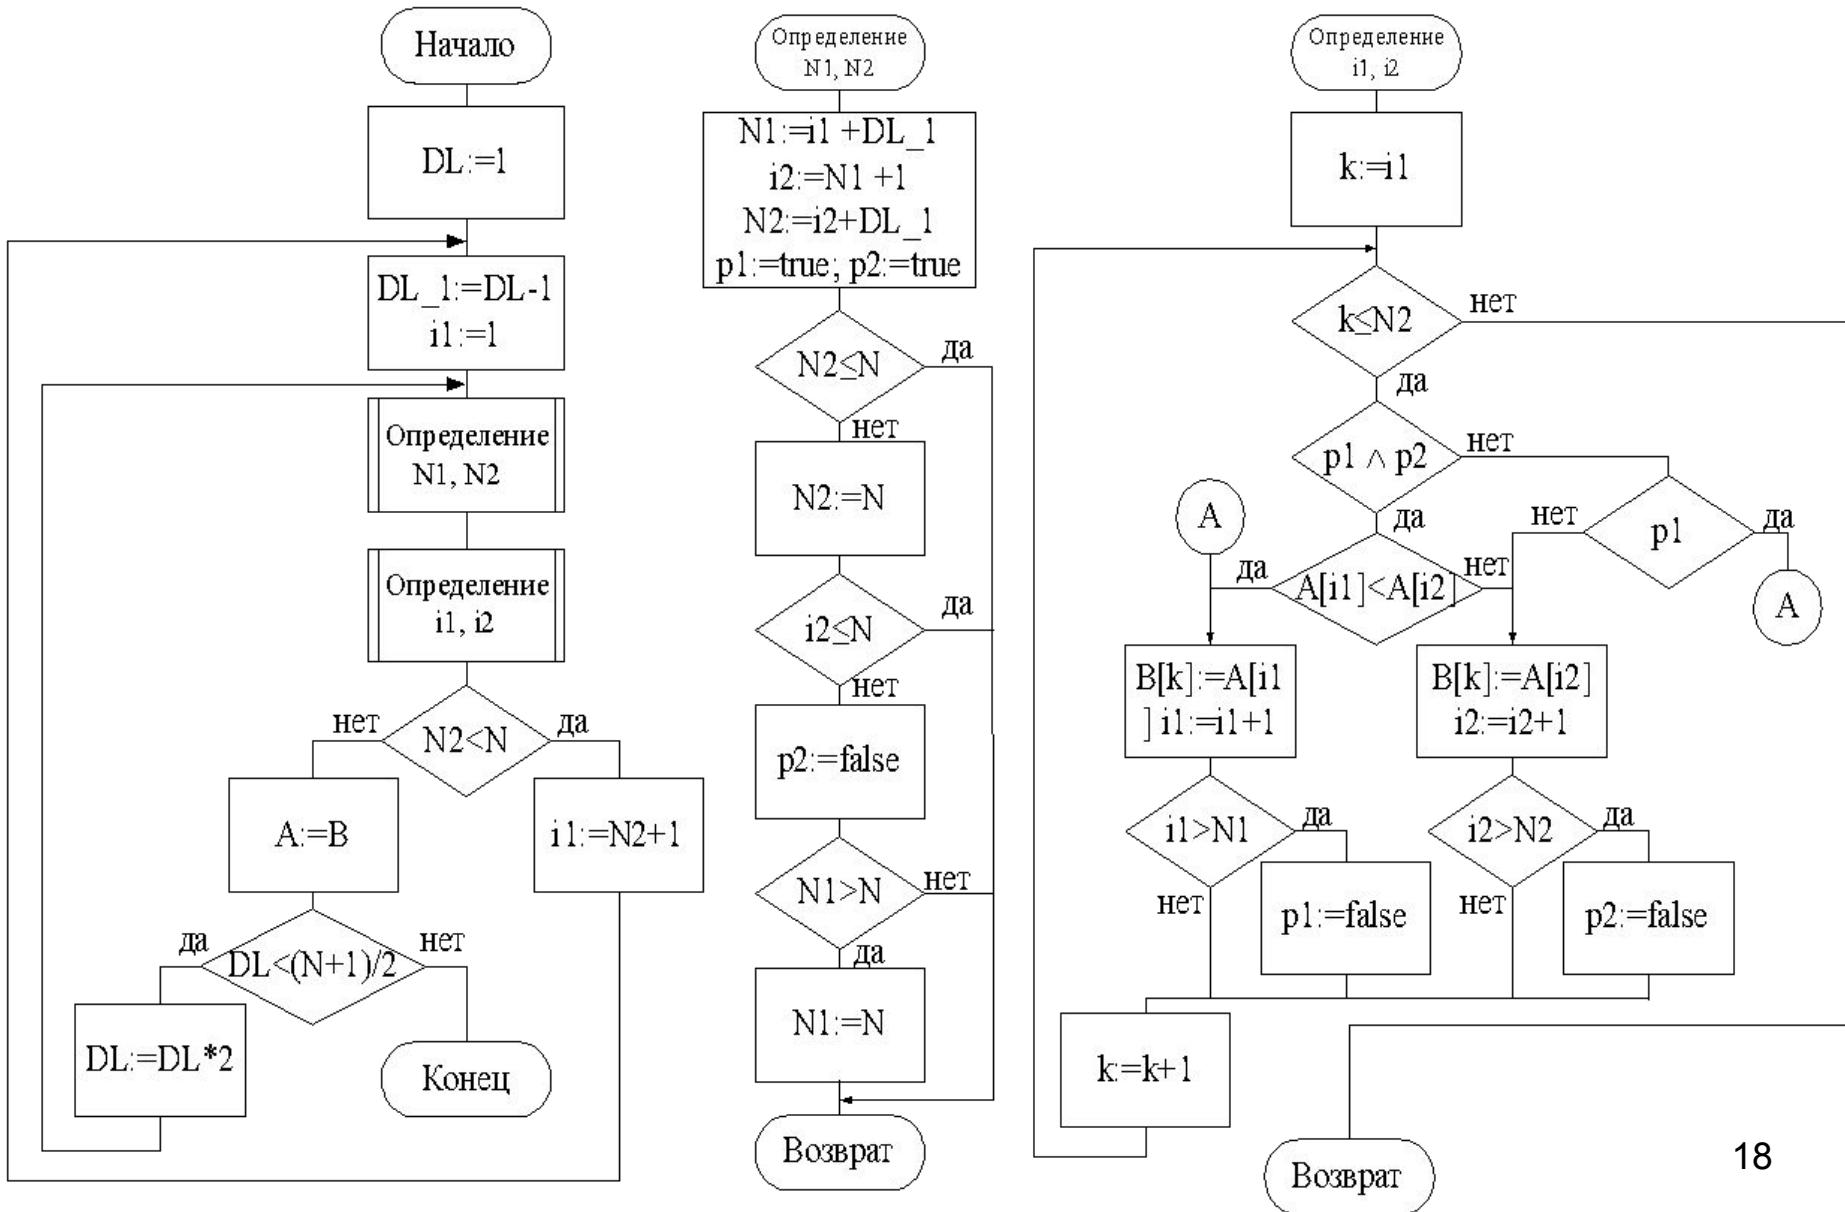 Начало
DL:=1
DL_1:=DL-1
i1:=1
Определение
N1, N2
Определение
i1, i2
N2<N
нет
да
A:=B
i1:=N2+1
DL<(N+1)/2
да
нет
DL:=DL*2
Конец
Определение
N1, N2
N1:=i1 +DL_1
i2:=N1 +1
N2:=i2+DL_1
p1:=true; p2:=true
N2≤N
да
нет
N2:=N
i2≤N
да
нет
p2:=false
N1>N
нет
да
N1:=N
Возврат
Определение
i1, i2
k:=i1
k≤N2
нет
да
p1 ∧ p2
нет
да
A
нет
p1
да
A
да
A[i1]<A[i2]
нет
B[k]:=A[i1
] i1:=i1+1
B[k]:=A[i2]
i2:=i2+1
i1>N1
да
нет
p1:=false
i2>N2
да
нет
p2:=false
k:=k+1
Возврат
18